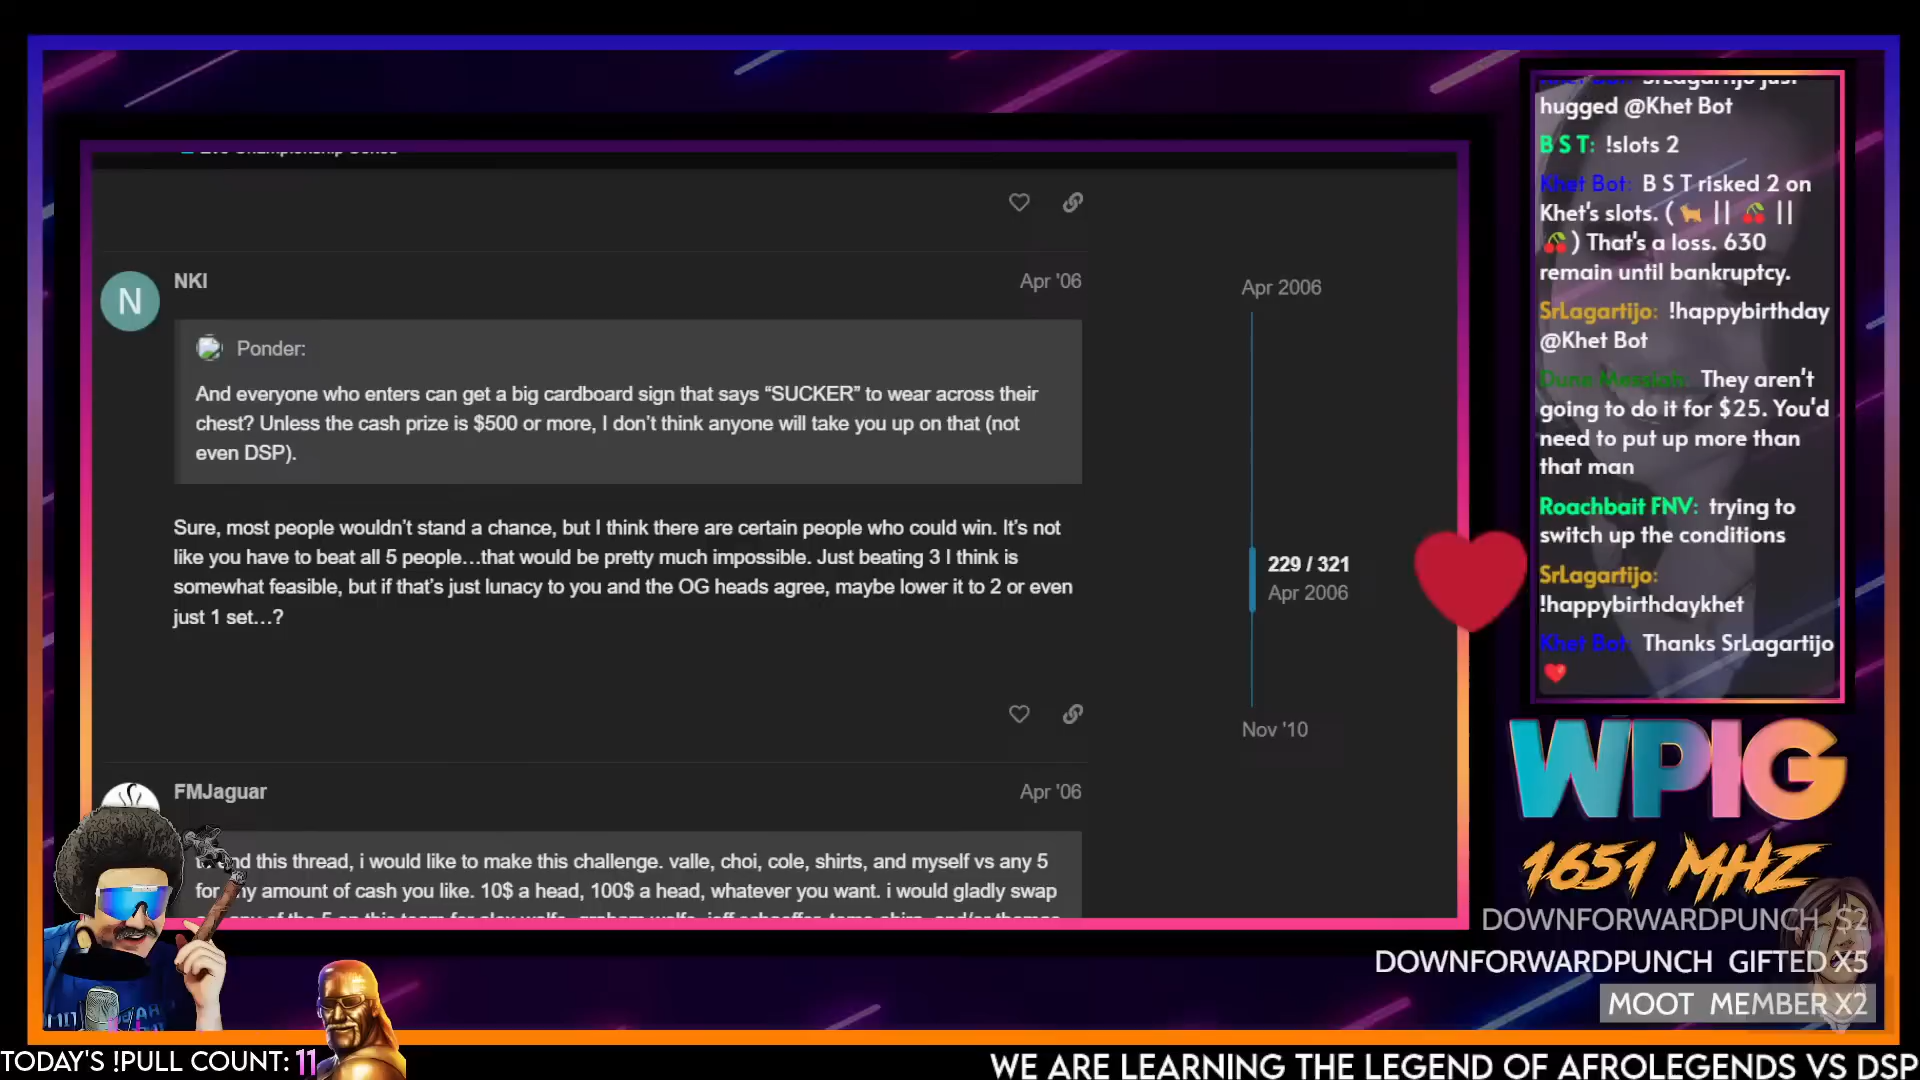 NKI
Apr '06
N
Ponder:
And everyone who enters can get a big cardboard sign that says “SUCKER” to wear across their
chest? Unless the cash prize is $500 or more, I don’t think anyone will take you up on that (not
even DSP).
Sure, most people wouldn’t stand a chance, but I think there are certain people who could win. It’s not
like you have to beat all 5 people…that would be pretty much impossible. Just beating 3 I think is
somewhat feasible, but if that’s just lunacy to you and the OG heads agree, maybe lower it to 2 or even
just 1 set…?
FMJaguar
Apr '06
nd this thread, i would like to make this challenge. valle, choi, cole, shirts, and myself vs any 5
for any amount of cash you like. 10$ a head, 100$ a head, whatever you want. i would gladly swap
Apr 2006
229 / 321
Apr 2006
Nov '10
hugged @Khet Bot
B S T: !slots 2
Khet Bot: B S T risked 2 on
Khet's slots. ( || ||
) That's a loss. 630
remain until bankruptcy.
SrLagartijo: !happybirthday
@Khet Bot
Dune Messiah: They aren't
going to do it for $25. You'd
need to put up more than
that man
Roachbait FNV: trying to
switch up the conditions
SrLagartijo:
!happybirthdaykhet
Khet Bot: Thanks SrLagartijo
WPIG
1651 MHZ
DOWNFORWARDPUNCH $2
DOWNFORWARDPUNCH GIFTED X5
MOOT MEMBER X2
TODAY'S !PULL COUNT: 11
WE ARE LEARNING THE LEGEND OF AFROLEGENDS VS DSP